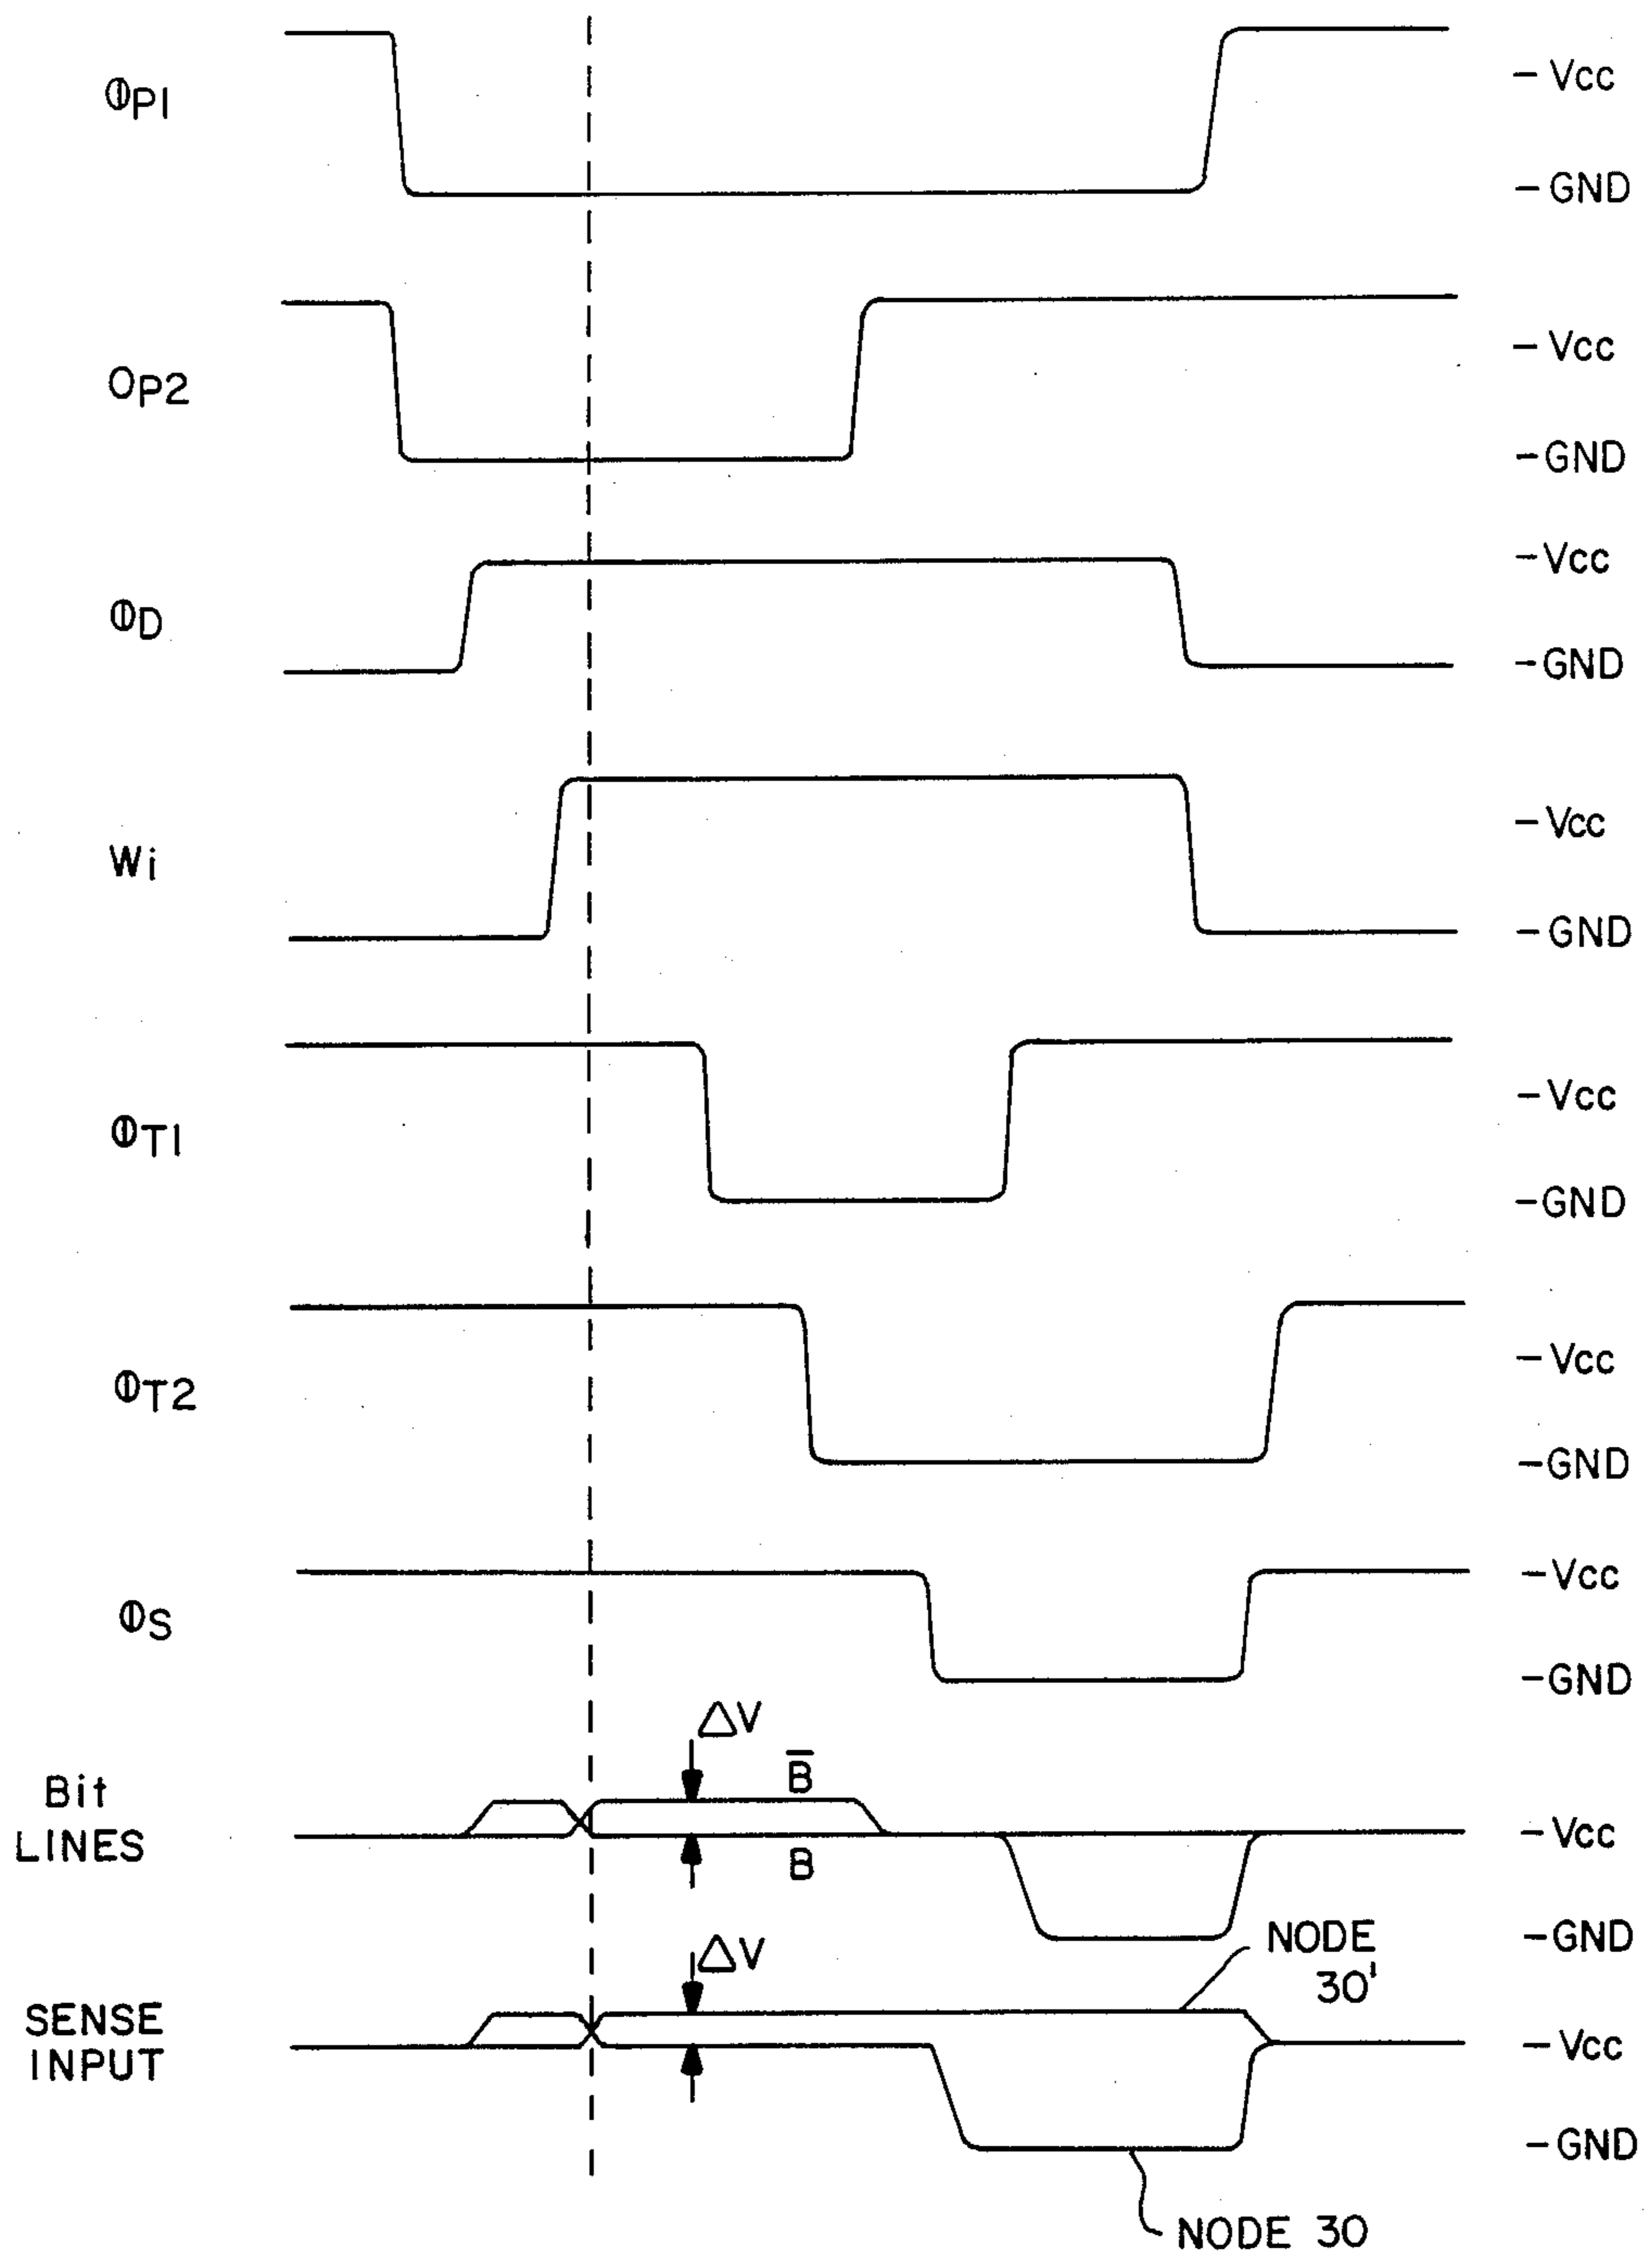 ΦP1
-Vcc
-GND
OP2
-Vcc
-GND
ΦD
-Vcc
-GND
Wi
-Vcc
-GND
ΦT1
-Vcc
-GND
ΦT2
-Vcc
-GND
ΦS
-Vcc
-GND
ΔV
Bit
LINES
B̅
B
-Vcc
-GND
ΔV
NODE
30'
SENSE
INPUT
-Vcc
-GND
NODE 30